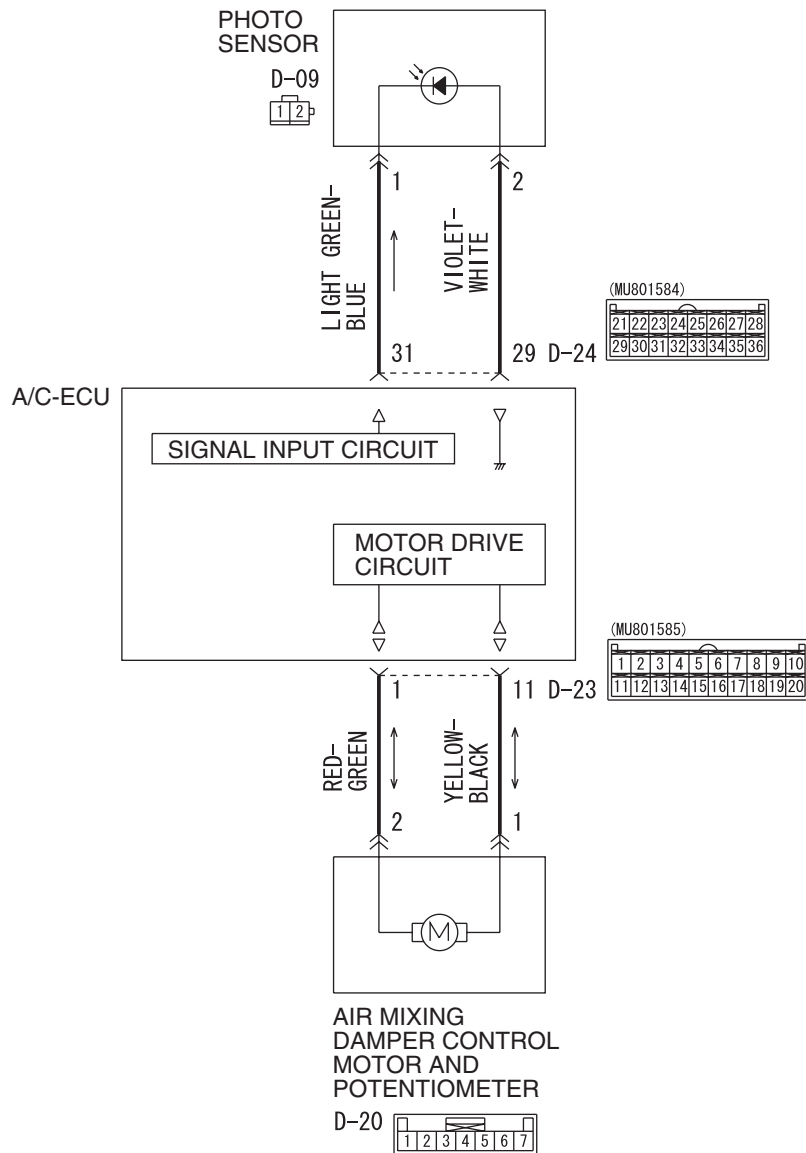 PHOTO
SENSOR
D-09
1 2
1
2
LIGHT GREEN-
BLUE
VIOLET-
WHITE
(MU801584)
21 22 23 24 25 26 27 28
29 30 31 32 33 34 35 36
31
29 D-24
A/C-ECU
SIGNAL INPUT CIRCUIT
MOTOR DRIVE
CIRCUIT
(MU801585)
1 2 3 4 5 6 7 8 9 10
11 12 13 14 15 16 17 18 19 20
1
11 D-23
RED-
GREEN
YELLOW-
BLACK
2
1
M
AIR MIXING
DAMPER CONTROL
MOTOR AND
POTENTIOMETER
D-20
1 2 3 4 5 6 7